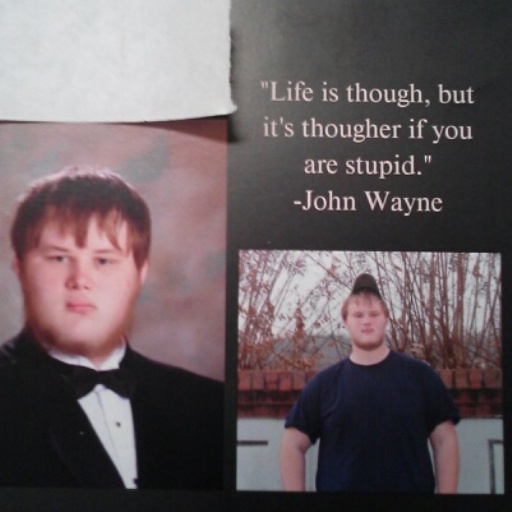 "Life is though, but
it's thougher if you
are stupid."
-John Wayne